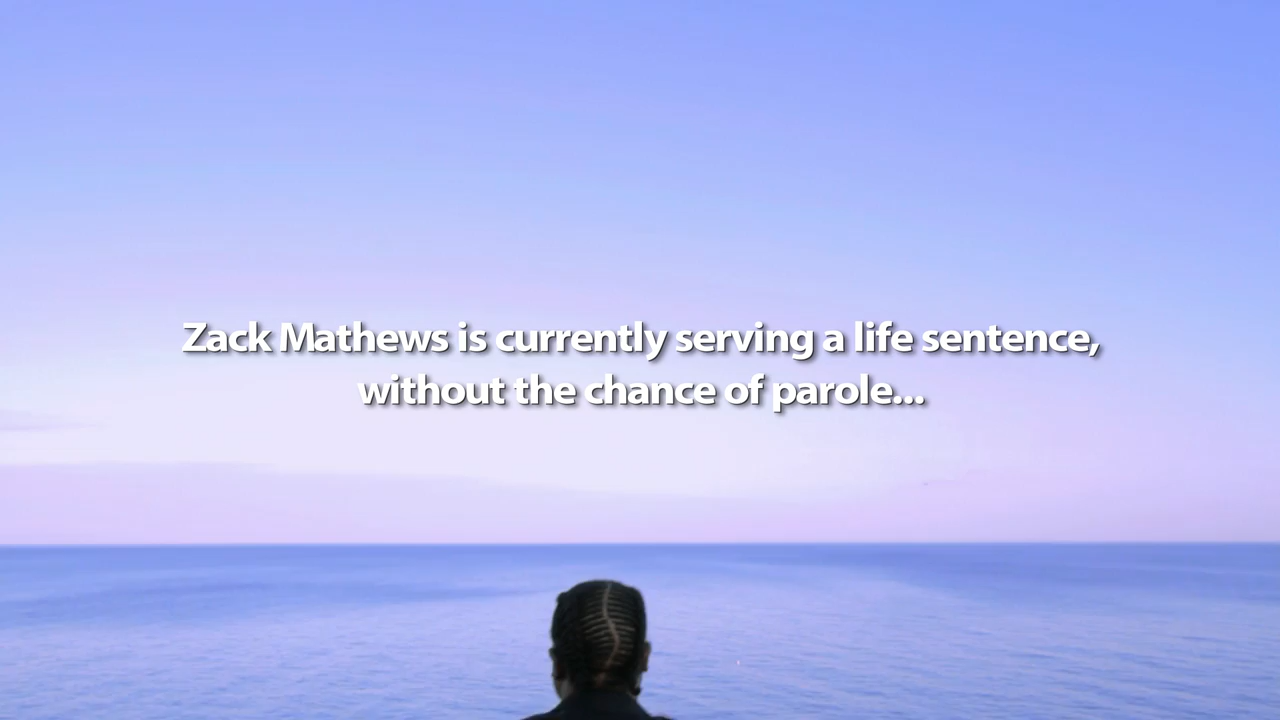 Zack Mathews is currently serving a life sentence,
without the chance of parole...